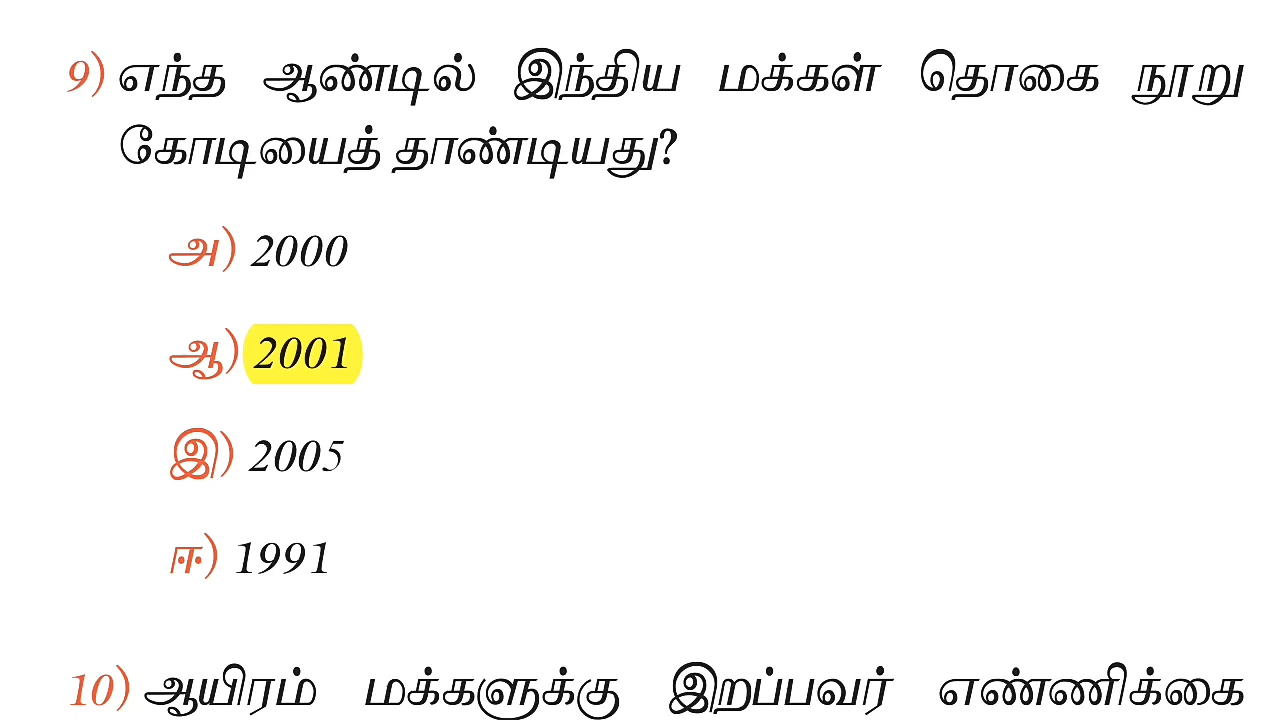 9) எந்த ஆண்டில் இந்திய மக்கள் தொகை நூறு
கோடியைத் தாண்டியது?
அ) 2000
ஆ) 2001
இ) 2005
ஈ) 1991
10) ஆயிரம் மக்களுக்கு இறப்பவர் எண்ணிக்கை